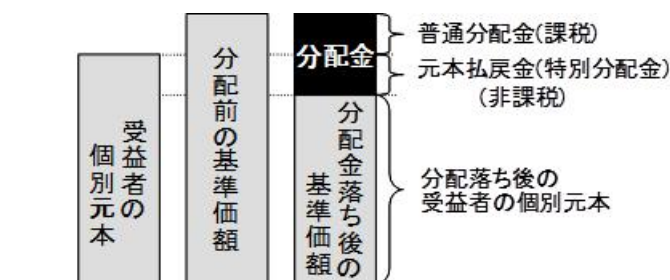 受益者の
個別元本
分配前の基準価額
分配金
分配金落ち後の
基準価額
普通分配金(課税)
元本払戻金(特別分配金)
(非課税)
分配落ち後の
受益者の個別元本